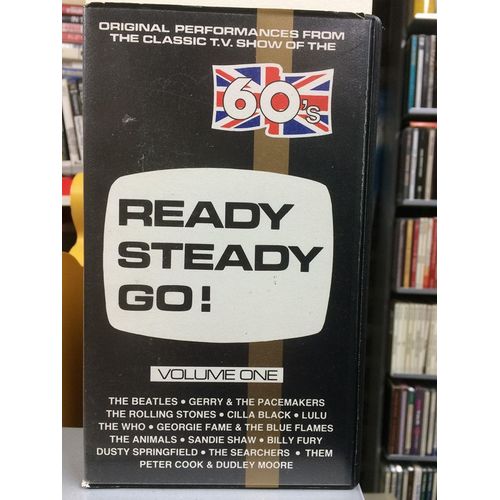 ORIGINAL PERFORMANCES FROM
THE CLASSIC T.V. SHOW OF THE
60's
READY
STEADY
GO!
VOLUME ONE
THE BEATLES • GERRY & THE PACEMAKERS
THE ROLLING STONES • CILLA BLACK • LULU
THE WHO • GEORGIE FAME & THE BLUE FLAMES
THE ANIMALS • SANDIE SHAW • BILLY FURY
DUSTY SPRINGFIELD • THE SEARCHERS • THEM
PETER COOK & DUDLEY MOORE